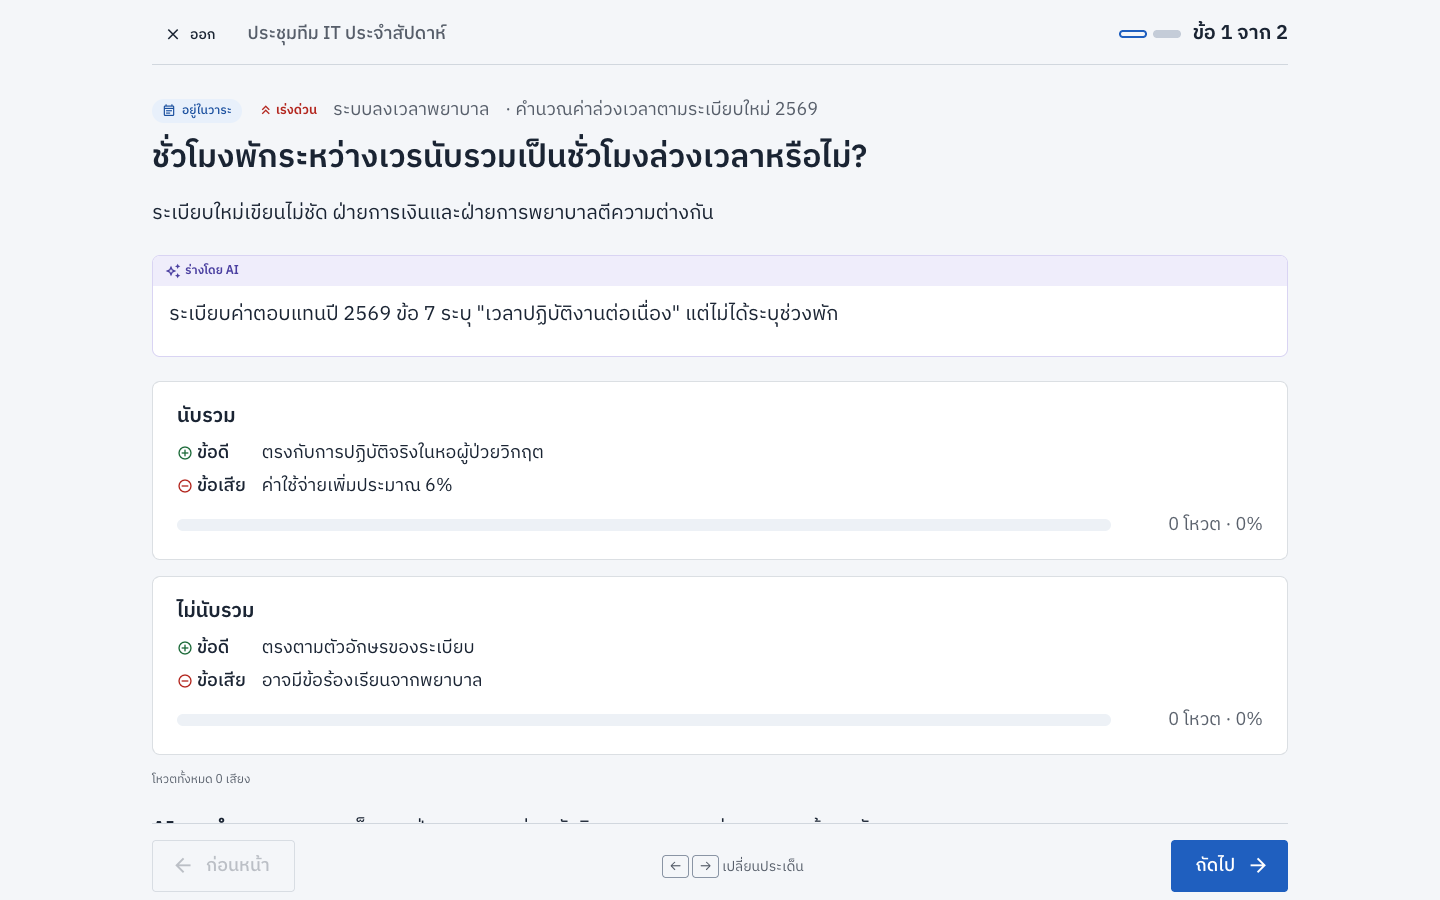 ออก ประชุมทีม IT ประจำสัปดาห์ ข้อ 1 จาก 2
อยู่ในวาระ เร่งด่วน ระบบลงเวลาพยาบาล · คำนวณค่าล่วงเวลาตามระเบียบใหม่ 2569
ชั่วโมงพักระหว่างเวรนับรวมเป็นชั่วโมงล่วงเวลาหรือไม่?
ระเบียบใหม่เขียนไม่ชัด ฝ่ายการเงินและฝ่ายการพยาบาลตีความต่างกัน
ร่างโดย AI
ระเบียบค่าตอบแทนปี 2569 ข้อ 7 ระบุ "เวลาปฏิบัติงานต่อเนื่อง" แต่ไม่ได้ระบุช่วงพัก
นับรวม
ข้อดี ตรงกับการปฏิบัติจริงในหอผู้ป่วยวิกฤต
ข้อเสีย ค่าใช้จ่ายเพิ่มประมาณ 6%
0 โหวต · 0%
ไม่นับรวม
ข้อดี ตรงตามตัวอักษรของระเบียบ
ข้อเสีย อาจมีข้อร้องเรียนจากพยาบาล
0 โหวต · 0%
โหวตทั้งหมด 0 เสียง
ก่อนหน้า เปลี่ยนประเด็น ถัดไป